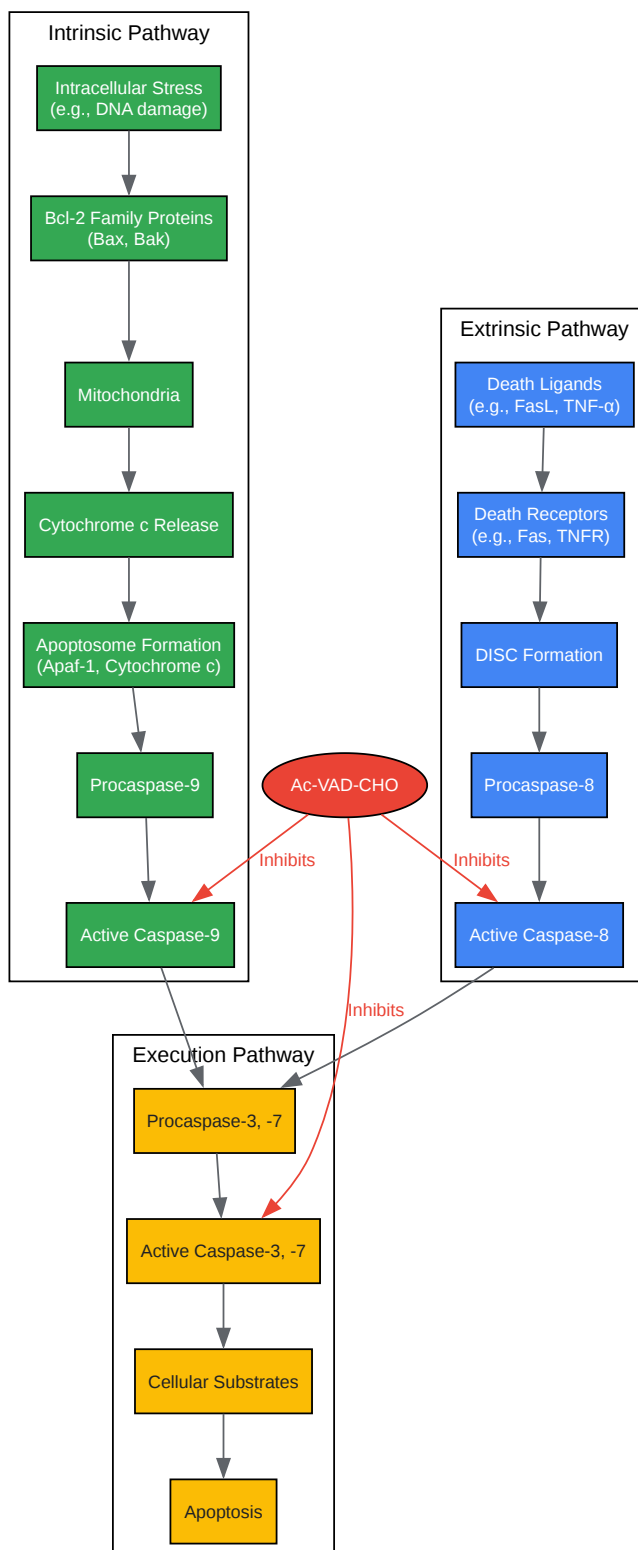 Intrinsic Pathway
Intracellular Stress
(e.g., DNA damage)
Bcl-2 Family Proteins
(Bax, Bak)
Mitochondria
Cytochrome c Release
Apoptosome Formation
(Apaf-1, Cytochrome c)
Procaspase-9
Active Caspase-9
Extrinsic Pathway
Death Ligands
(e.g., FasL, TNF-α)
Death Receptors
(e.g., Fas, TNFR)
DISC Formation
Procaspase-8
Active Caspase-8
Ac-VAD-CHO
Inhibits
Inhibits
Inhibits
Execution Pathway
Procaspase-3, -7
Active Caspase-3, -7
Cellular Substrates
Apoptosis